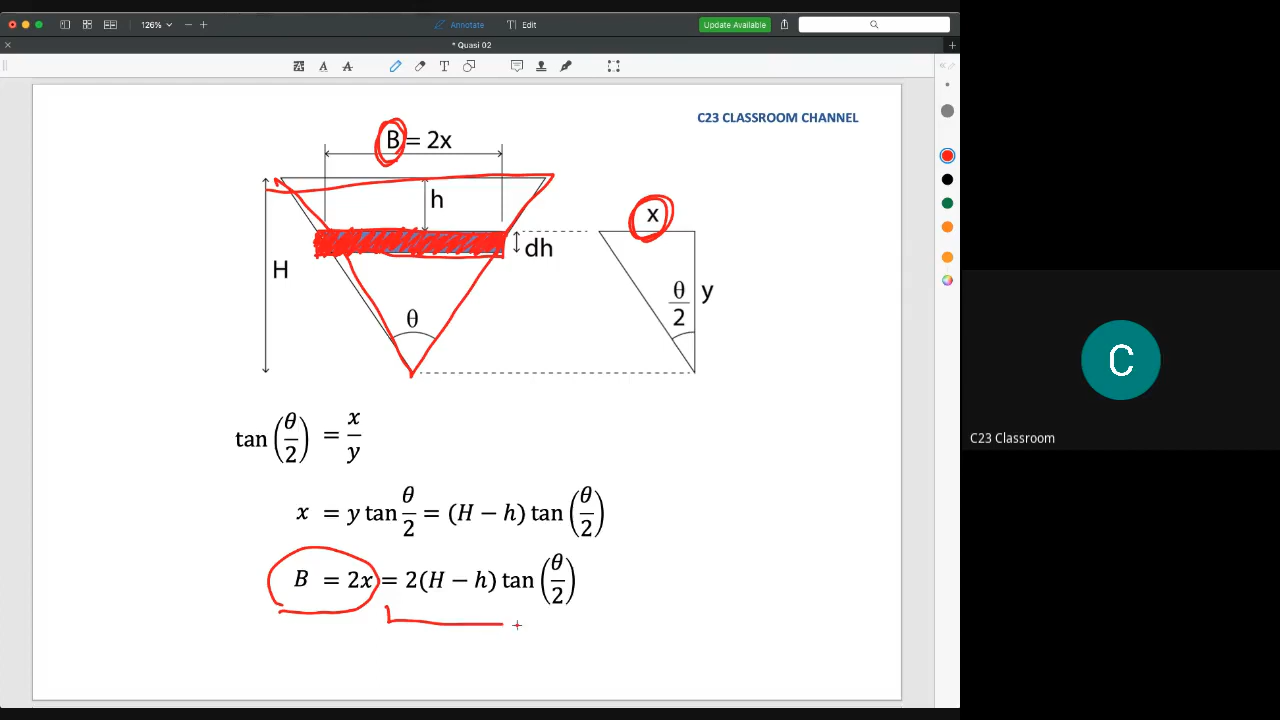 126%
Annotate
T Edit
Update Available
* Quasi 02
C23 CLASSROOM CHANNEL
B = 2x
h
x
dh
H
θ/2
y
θ
tan(θ/2) = x/y
x = y tan θ/2 = (H − h) tan(θ/2)
B = 2x = 2(H − h) tan(θ/2)
C
C23 Classroom